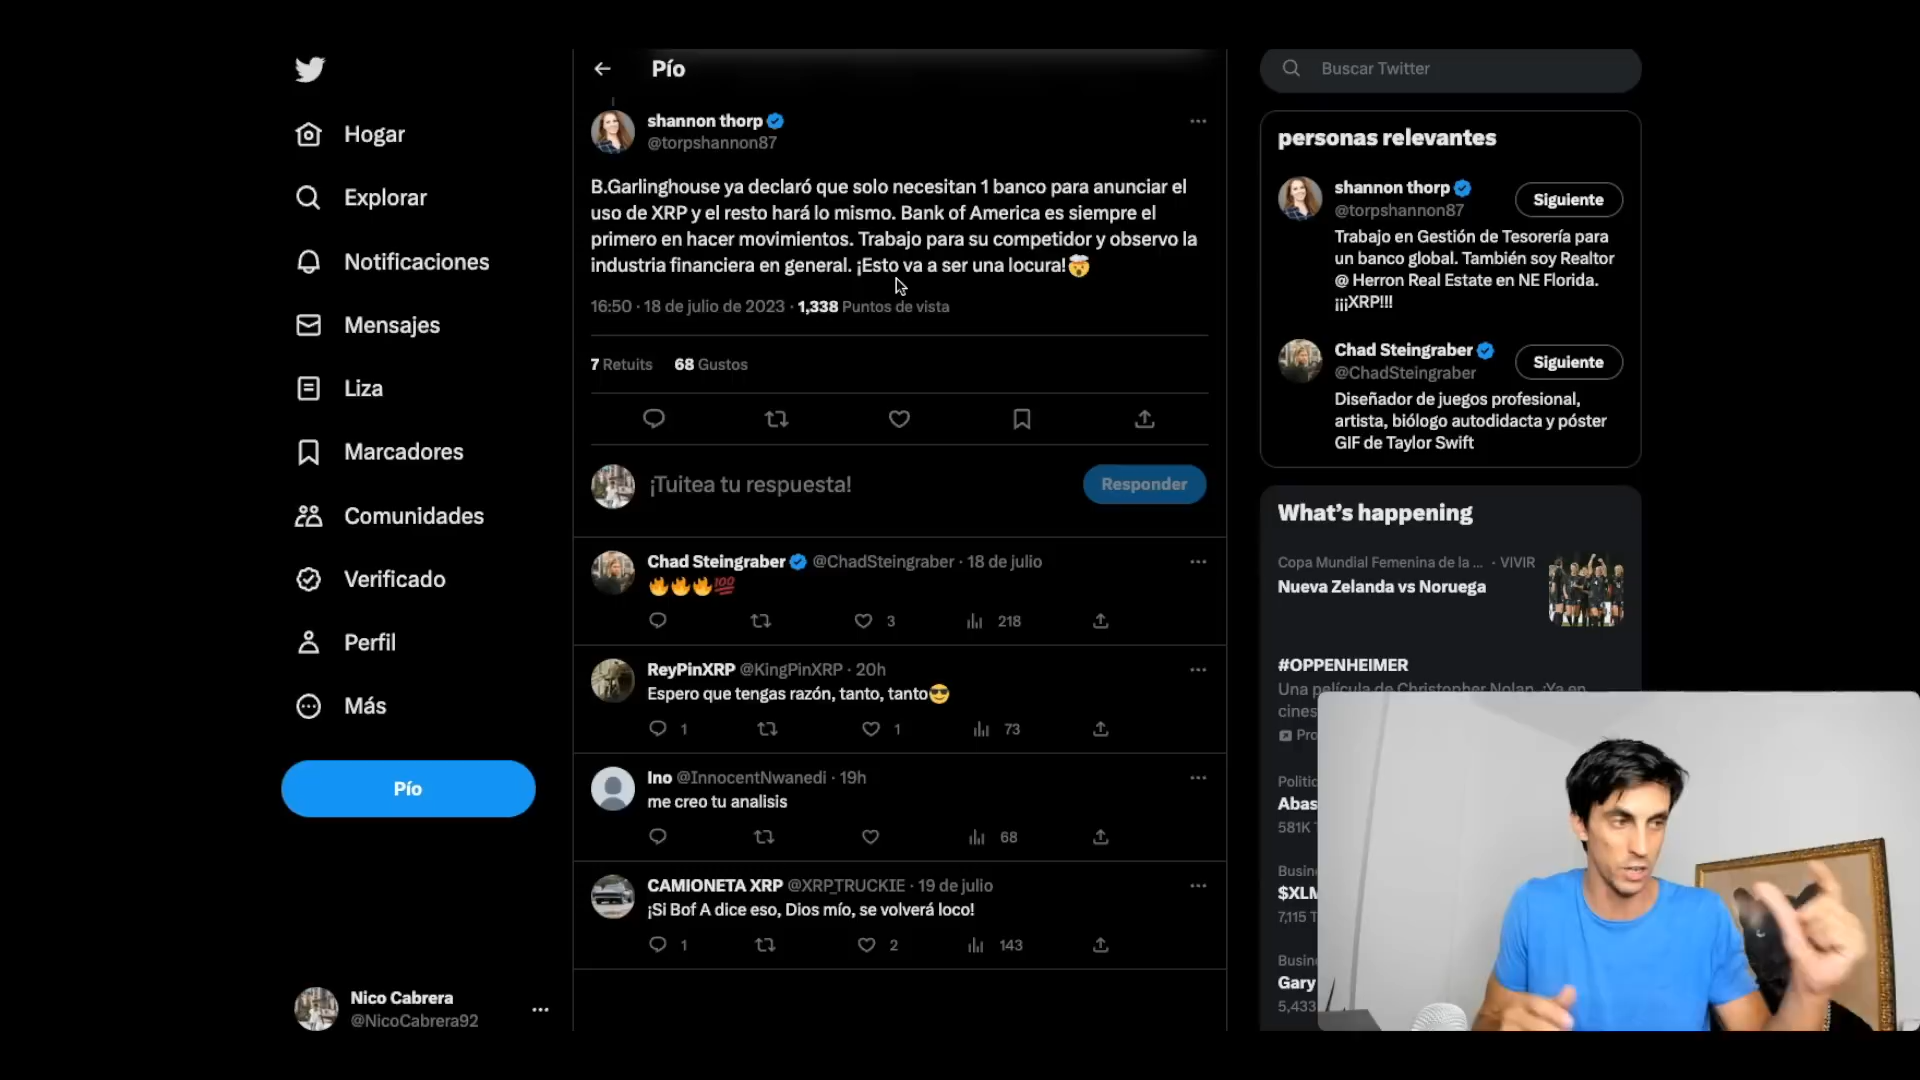 Hogar
Explorar
Notificaciones
Mensajes
Liza
Marcadores
Comunidades
Verificado
Perfil
Más
Pío
Nico Cabrera
@NicoCabrera92
Pío
shannon thorp
@torpshannon87
B.Garlinghouse ya declaró que solo necesitan 1 banco para anunciar el
uso de XRP y el resto hará lo mismo. Bank of America es siempre el
primero en hacer movimientos. Trabajo para su competidor y observo la
industria financiera en general. ¡Esto va a ser una locura!🤯
16:50 · 18 de julio de 2023 · 1,338 Puntos de vista
7 Retuits 68 Gustos
¡Tuitea tu respuesta!
Responder
Chad Steingraber @ChadSteingraber · 18 de julio
🔥🔥🔥💯
3 218
ReyPinXRP @KingPinXRP · 20h
Espero que tengas razón, tanto, tanto😎
1 1 73
Ino @InnocentNwanedi · 19h
me creo tu analisis
68
CAMIONETA XRP @XRP_TRUCKIE · 19 de julio
¡Si Bof A dice eso, Dios mío, se volverá loco!
1 2 143
Buscar Twitter
personas relevantes
shannon thorp
@torpshannon87
Siguiente
Trabajo en Gestión de Tesorería para
un banco global. También soy Realtor
@ Herron Real Estate en NE Florida.
¡¡¡XRP!!!
Chad Steingraber
@ChadSteingraber
Siguiente
Diseñador de juegos profesional,
artista, biólogo autodidacta y póster
GIF de Taylor Swift
What's happening
Copa Mundial Femenina de la ... · VIVIR
Nueva Zelanda vs Noruega
#OPPENHEIMER
Una película de Christopher Nolan. ¡Ya en
cines
Pro
Politic
Abas
581K T
Busin
$XLM
7,115 T
Busin
Gary
5,433